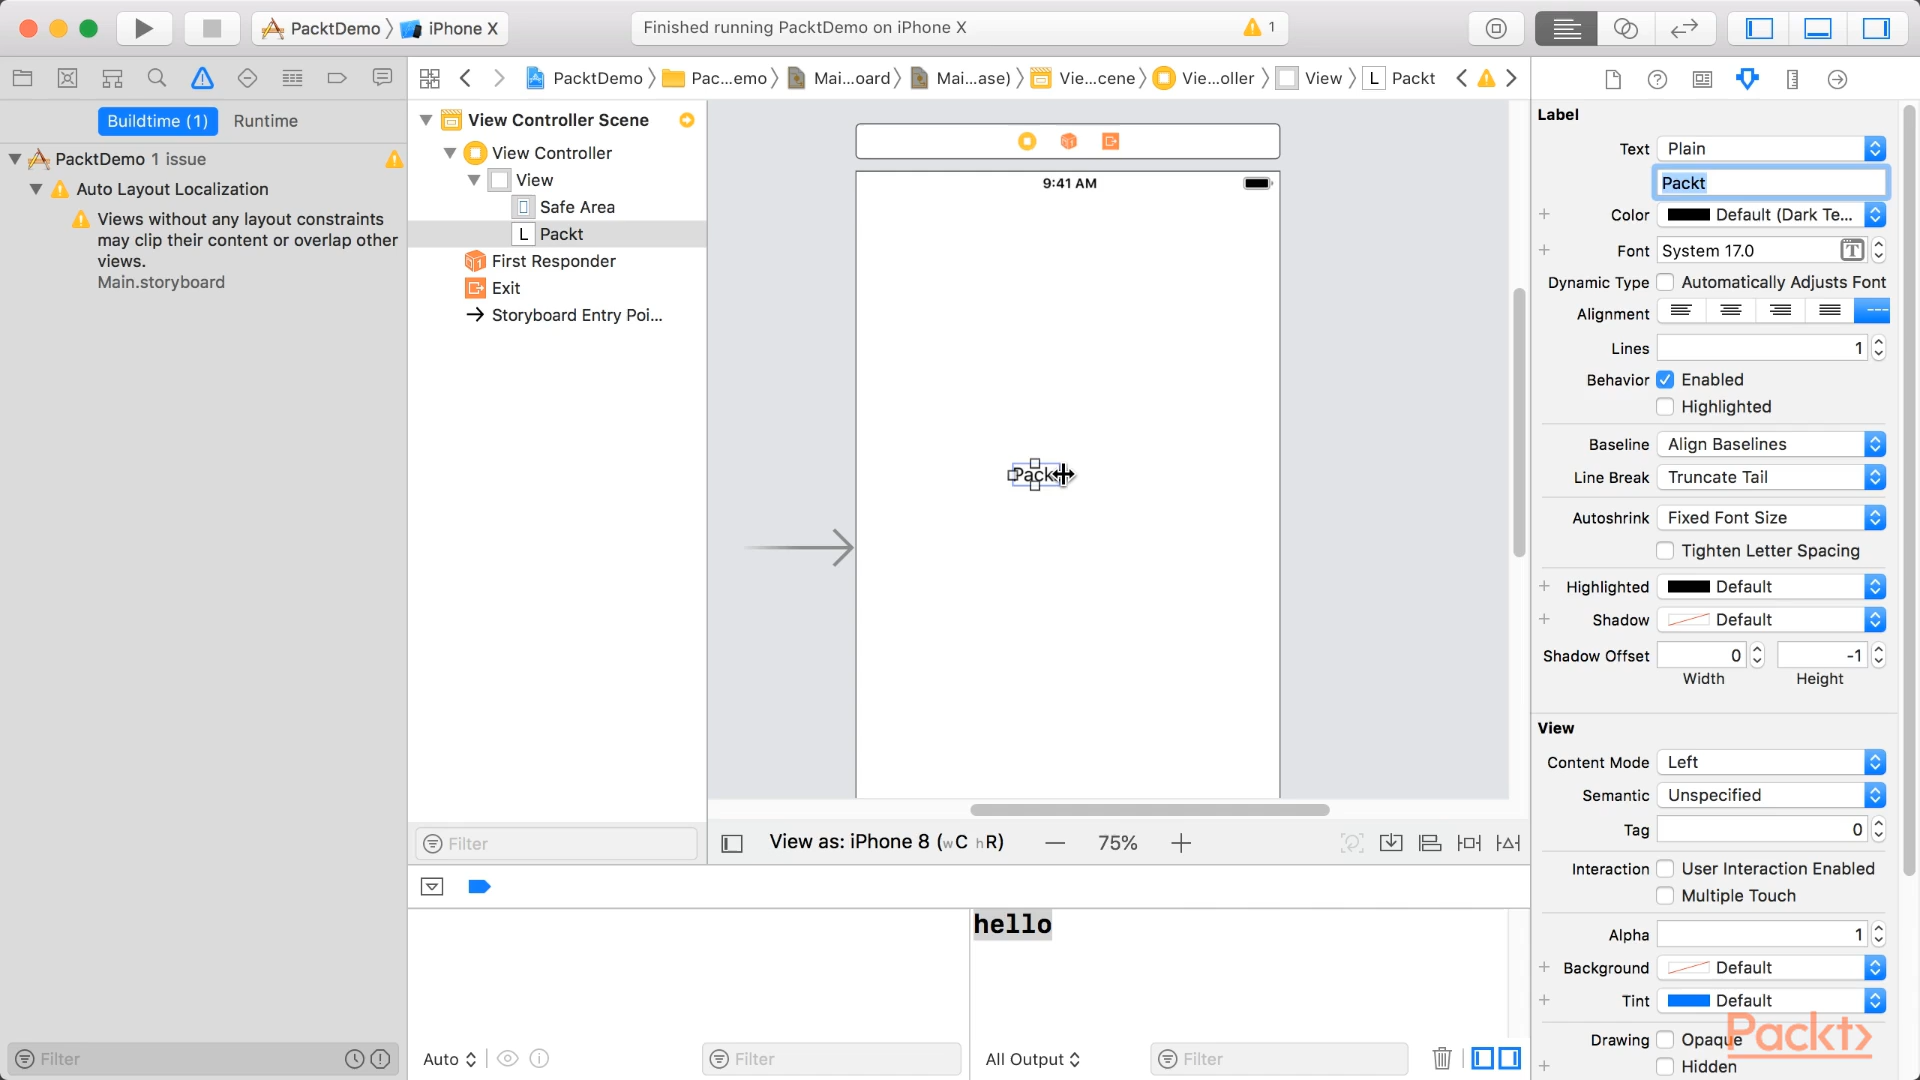 PacktDemo
iPhone X
Finished running PacktDemo on iPhone X
1
PacktDemo
Pac...emo
Mai...oard
Mai...ase)
Vie...cene
Vie...oller
View
L Packt
Buildtime (1)
Runtime
PacktDemo 1 issue
Auto Layout Localization
Views without any layout constraints
may clip their content or overlap other
views.
Main.storyboard
Filter
View Controller Scene
View Controller
View
Safe Area
L Packt
First Responder
Exit
Storyboard Entry Poi...
Filter
9:41 AM
Pack
View as: iPhone 8 (wC hR)
75%
hello
Auto
Filter
All Output
Filter
Label
Text Plain
Packt
Color Default (Dark Te...
Font System 17.0
Dynamic Type Automatically Adjusts Font
Alignment
Lines 1
Behavior Enabled
Highlighted
Baseline Align Baselines
Line Break Truncate Tail
Autoshrink Fixed Font Size
Tighten Letter Spacing
Highlighted Default
Shadow Default
Shadow Offset 0 -1
Width Height
View
Content Mode Left
Semantic Unspecified
Tag 0
Interaction User Interaction Enabled
Multiple Touch
Alpha 1
Background Default
Tint Default
Drawing Opaque
Hidden
Packt>